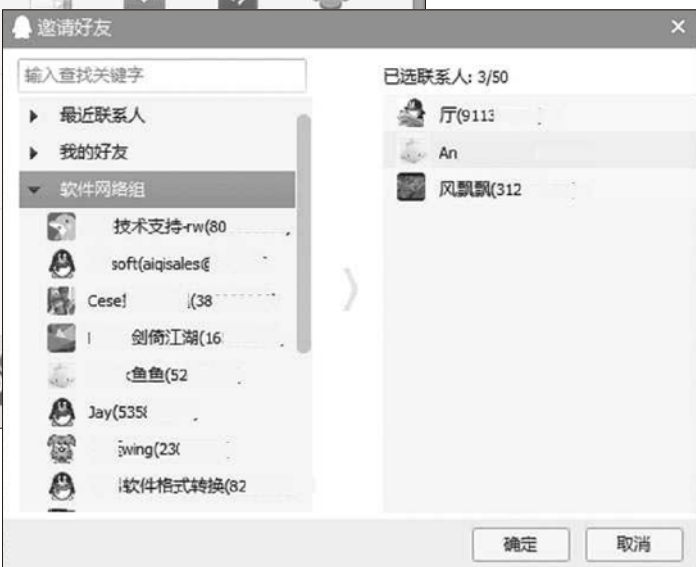 邀请好友
输入查找关键字
最近联系人
我的好友
软件网络组
技术支持-rw(80
soft(aiqisales@
Cesef (38
剑倚江湖(16
鱼鱼(52
Jay(5358
wing(230
软件格式转换(82
已选联系人: 3/50
厅(9113
An
风飘飘(312
确定
取消